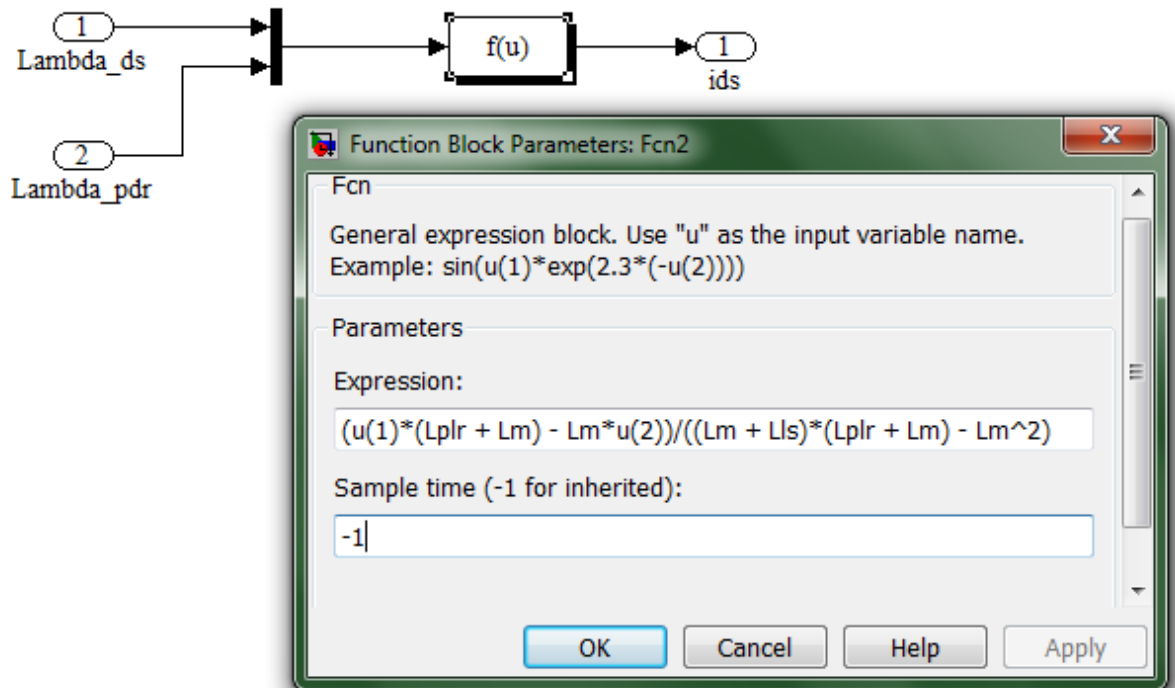 1
Lambda_ds
2
Lambda_pdr
f(u)
1
ids
Function Block Parameters: Fcn2
Fcn
General expression block. Use "u" as the input variable name.
Example: sin(u(1)*exp(2.3*(-u(2))))
Parameters
Expression:
(u(1)*(Lplr + Lm) - Lm*u(2))/((Lm + Lls)*(Lplr + Lm) - Lm^2)
Sample time (-1 for inherited):
-1
OK Cancel Help Apply